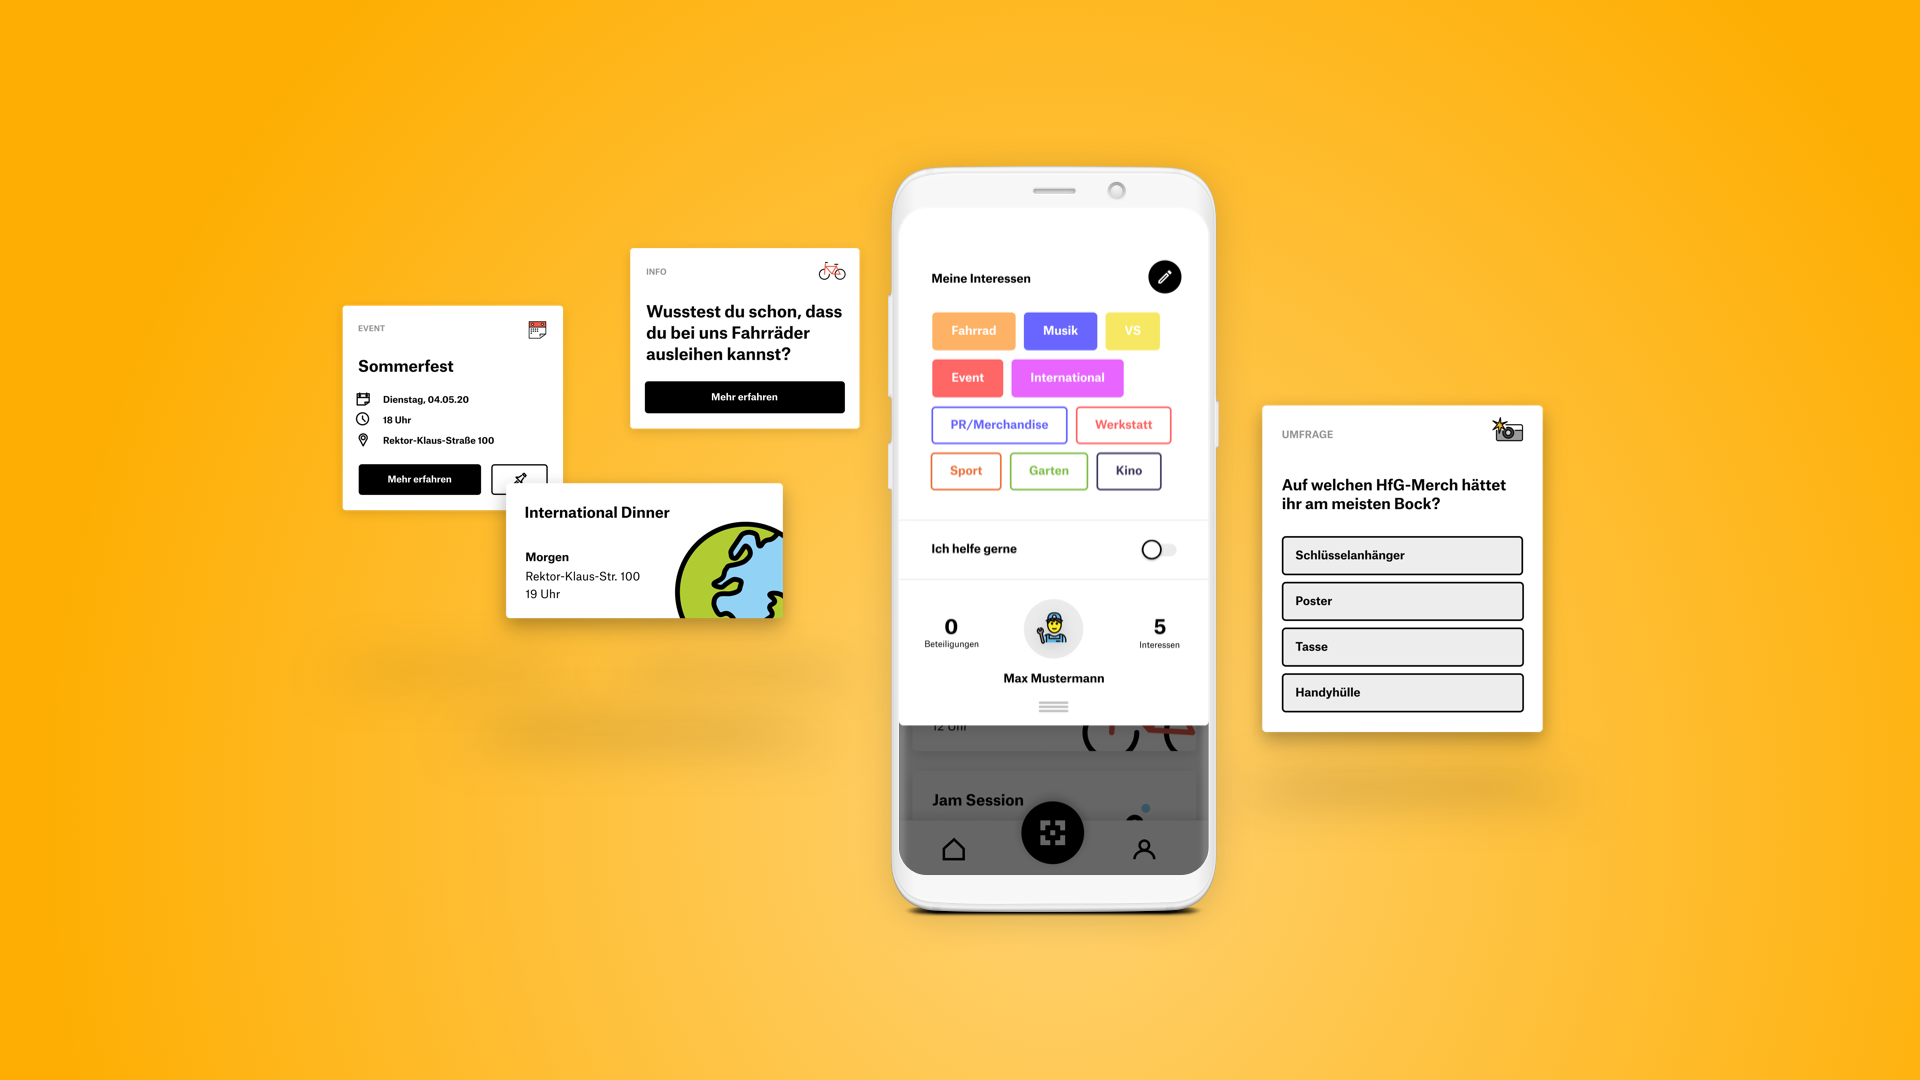 EVENT
Sommerfest
Dienstag, 04.05.20
18 Uhr
Rektor-Klaus-Straße 100
Mehr erfahren
International Dinner
Morgen
Rektor-Klaus-Str. 100
19 Uhr
INFO
Wusstest du schon, dass
du bei uns Fahrräder
ausleihen kannst?
Mehr erfahren
Meine Interessen
Fahrrad
Musik
VS
Event
International
PR/Merchandise
Werkstatt
Sport
Garten
Kino
Ich helfe gerne
0
Beteiligungen
5
Interessen
Max Mustermann
12 Uhr
Jam Session
UMFRAGE
Auf welchen HfG-Merch hättet
ihr am meisten Bock?
Schlüsselanhänger
Poster
Tasse
Handyhülle